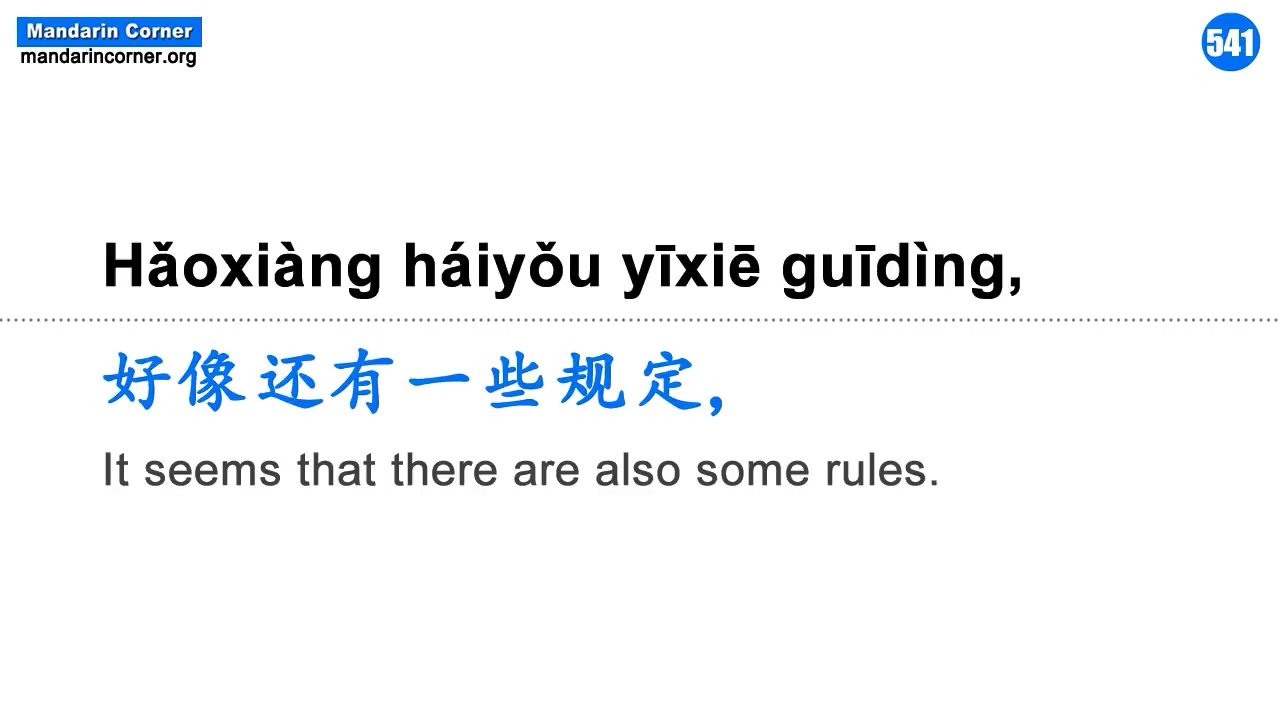 Mandarin Corner
mandarincorner.org
541
Hǎoxiàng háiyǒu yīxiē guīdìng,
好像还有一些规定,
It seems that there are also some rules.